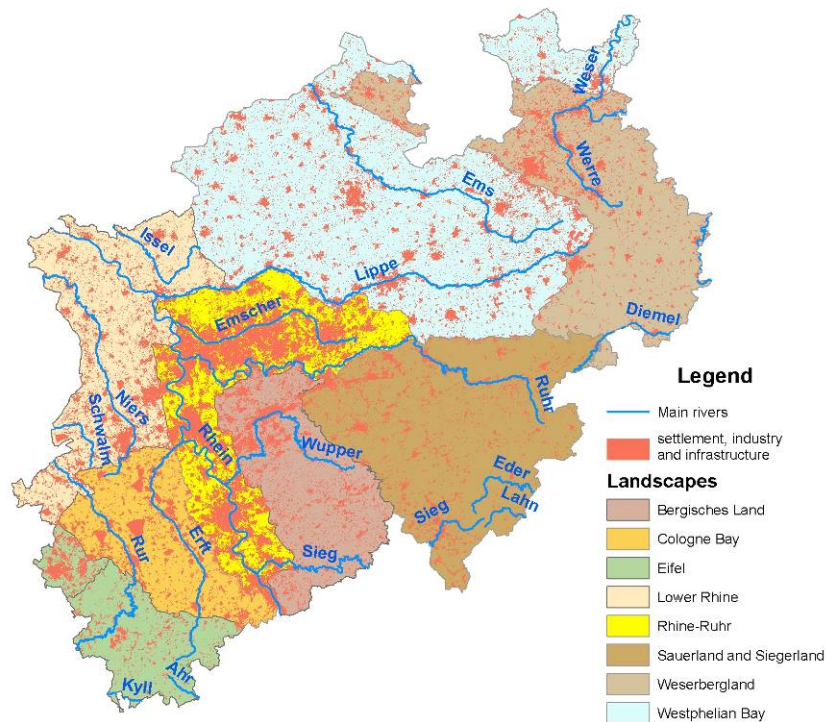 Weser
Werre
Ems
Issel
Lippe
Emscher
Diemel
Ruhr
Niers
Schwalm
Rhein
Wupper
Eder
Lahn
Sieg
Sieg
Rur
Erft
Ahr
Kyll
Legend
Main rivers
settlement, industry
and infrastructure
Landscapes
Bergisches Land
Cologne Bay
Eifel
Lower Rhine
Rhine-Ruhr
Sauerland and Siegerland
Weserbergland
Westphelian Bay